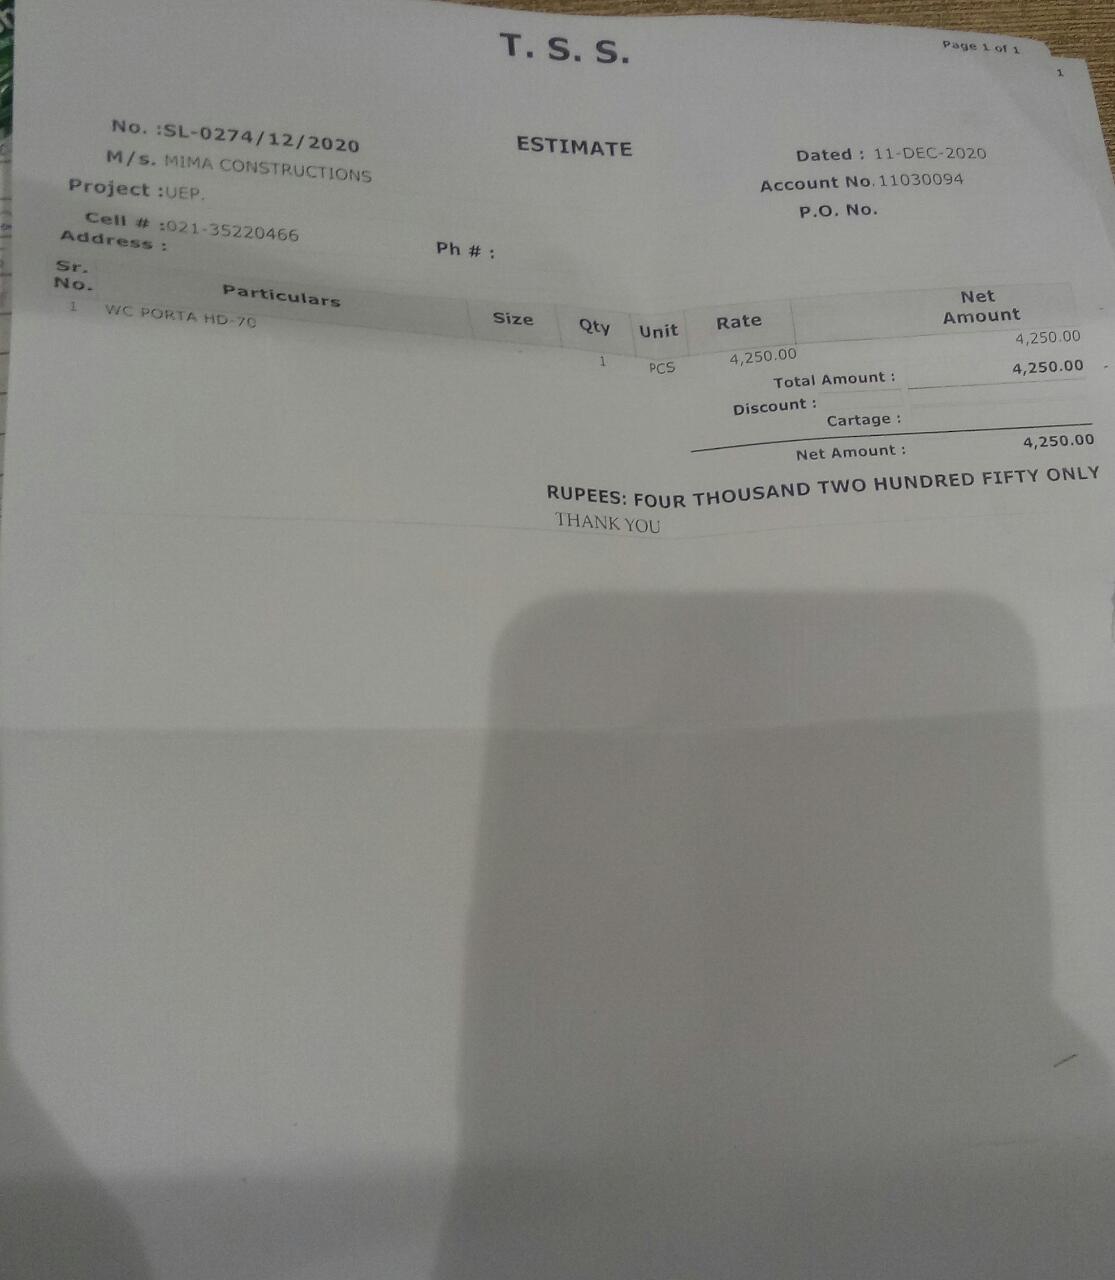 T. S. S.
Page 1 of 1
1
No. :SL-0274/12/2020
ESTIMATE
Dated : 11-DEC-2020
M/s. MIMA CONSTRUCTIONS
Account No.11030094
Project :UEP.
P.O. No.
Cell # :021-35220466
Ph # :
Address :
Sr. No. Particulars Size Qty Unit Rate Net Amount
1 WC PORTA HD-70 1 PCS 4,250.00 4,250.00
Total Amount : 4,250.00
Discount :
Cartage :
Net Amount : 4,250.00
RUPEES: FOUR THOUSAND TWO HUNDRED FIFTY ONLY
THANK YOU